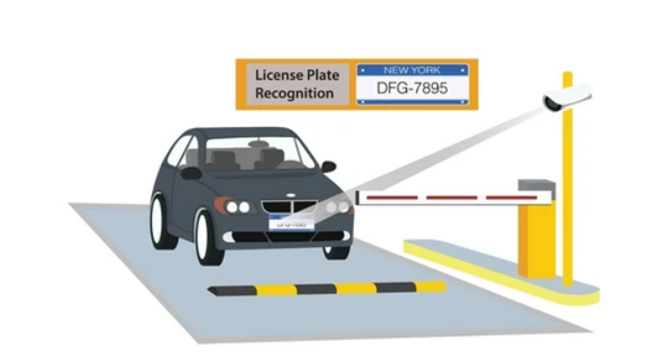 License Plate
Recognition
NEW YORK
DFG-7895